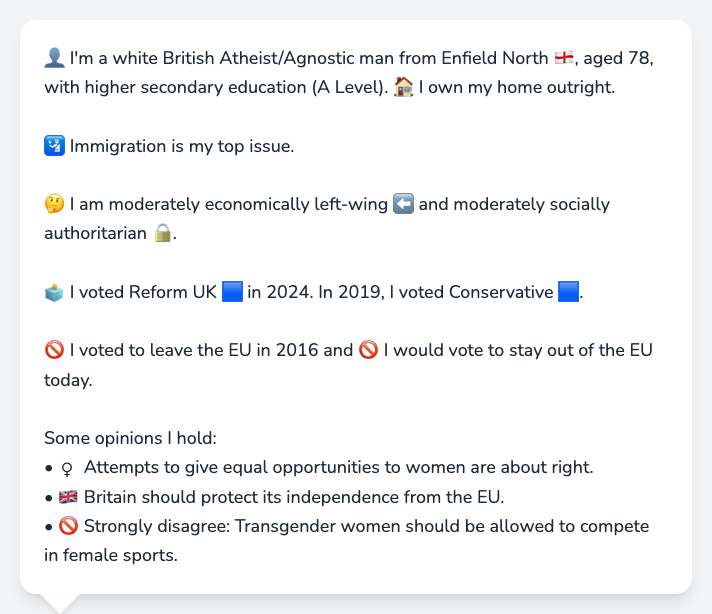 👤 I'm a white British Atheist/Agnostic man from Enfield North 🏴󠁧󠁢󠁥󠁮󠁧󠁿, aged 78,
with higher secondary education (A Level). 🏠 I own my home outright.
🛂 Immigration is my top issue.
🤔 I am moderately economically left-wing ⬅️ and moderately socially
authoritarian 🔒.
🗳️ I voted Reform UK 🟦 in 2024. In 2019, I voted Conservative 🟦.
🚫 I voted to leave the EU in 2016 and 🚫 I would vote to stay out of the EU
today.
Some opinions I hold:
• ♀ Attempts to give equal opportunities to women are about right.
• 🇬🇧 Britain should protect its independence from the EU.
• 🚫 Strongly disagree: Transgender women should be allowed to compete
in female sports.